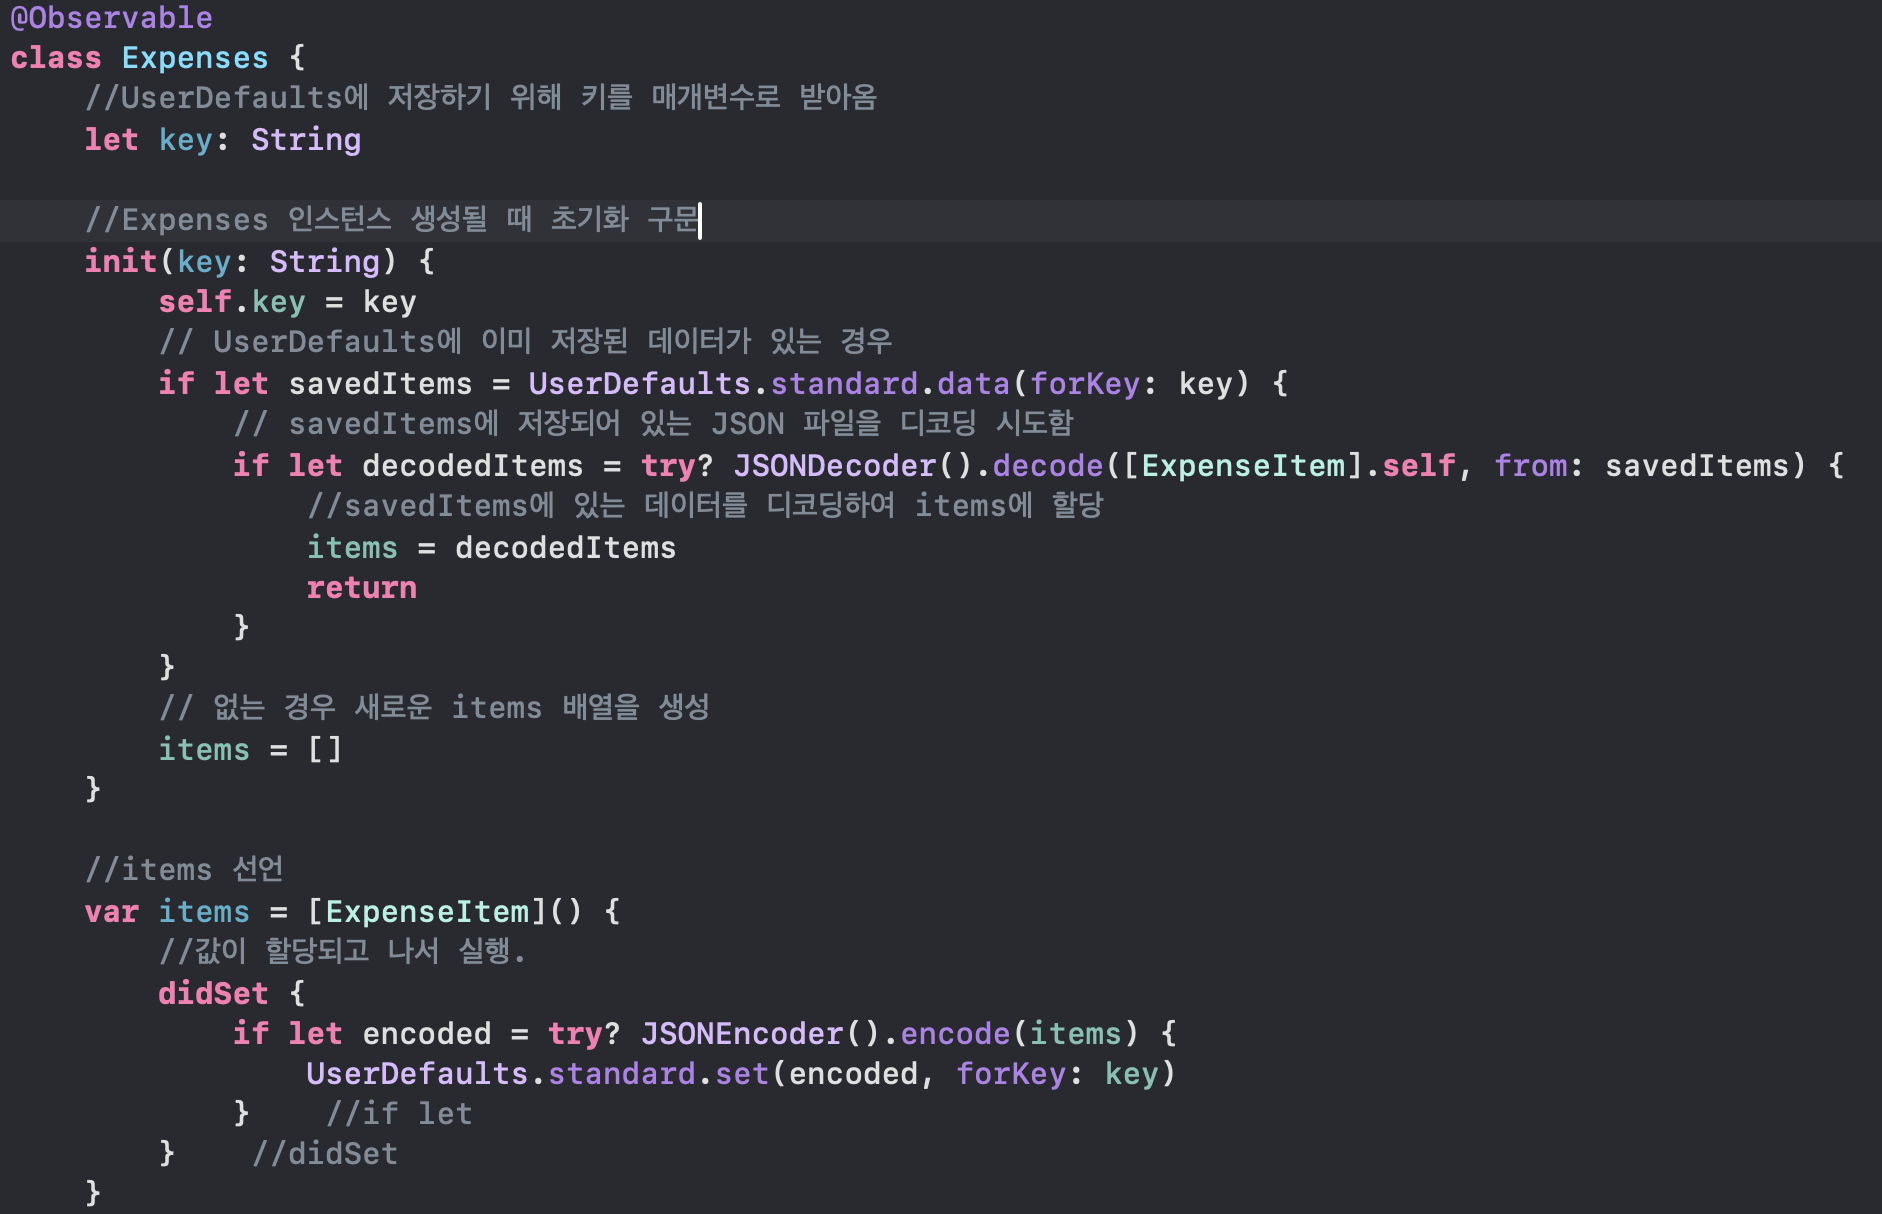 @Observable
class Expenses {
    //UserDefaults에 저장하기 위해 키를 매개변수로 받아옴
    let key: String

    //Expenses 인스턴스 생성될 때 초기화 구문
    init(key: String) {
        self.key = key
        // UserDefaults에 이미 저장된 데이터가 있는 경우
        if let savedItems = UserDefaults.standard.data(forKey: key) {
            // savedItems에 저장되어 있는 JSON 파일을 디코딩 시도함
            if let decodedItems = try? JSONDecoder().decode([ExpenseItem].self, from: savedItems) {
                //savedItems에 있는 데이터를 디코딩하여 items에 할당
                items = decodedItems
                return
            }
        }
        // 없는 경우 새로운 items 배열을 생성
        items = []
    }

    //items 선언
    var items = [ExpenseItem]() {
        //값이 할당되고 나서 실행.
        didSet {
            if let encoded = try? JSONEncoder().encode(items) {
                UserDefaults.standard.set(encoded, forKey: key)
            }    //if let
        }    //didSet
    }